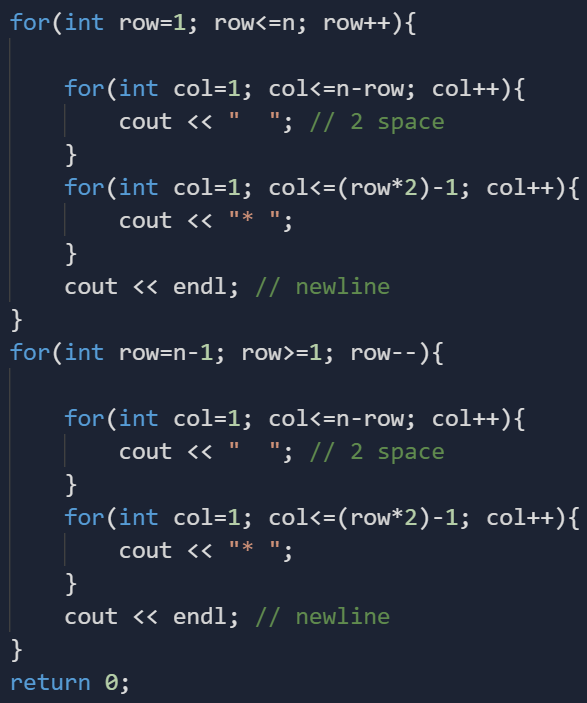 for(int row=1; row<=n; row++){
    for(int col=1; col<=n-row; col++){
        cout << "  "; // 2 space
    }
    for(int col=1; col<=(row*2)-1; col++){
        cout << "* ";
    }
    cout << endl; // newline
}
for(int row=n-1; row>=1; row--){
    for(int col=1; col<=n-row; col++){
        cout << "  "; // 2 space
    }
    for(int col=1; col<=(row*2)-1; col++){
        cout << "* ";
    }
    cout << endl; // newline
}
return 0;